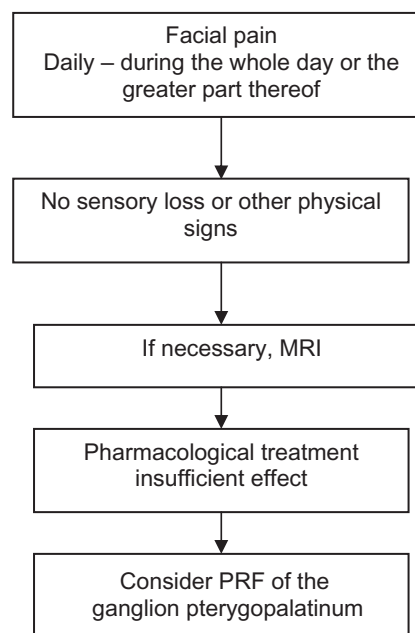 Facial pain
Daily – during the whole day or the
greater part thereof
No sensory loss or other physical
signs
If necessary, MRI
Pharmacological treatment
insufficient effect
Consider PRF of the
ganglion pterygopalatinum